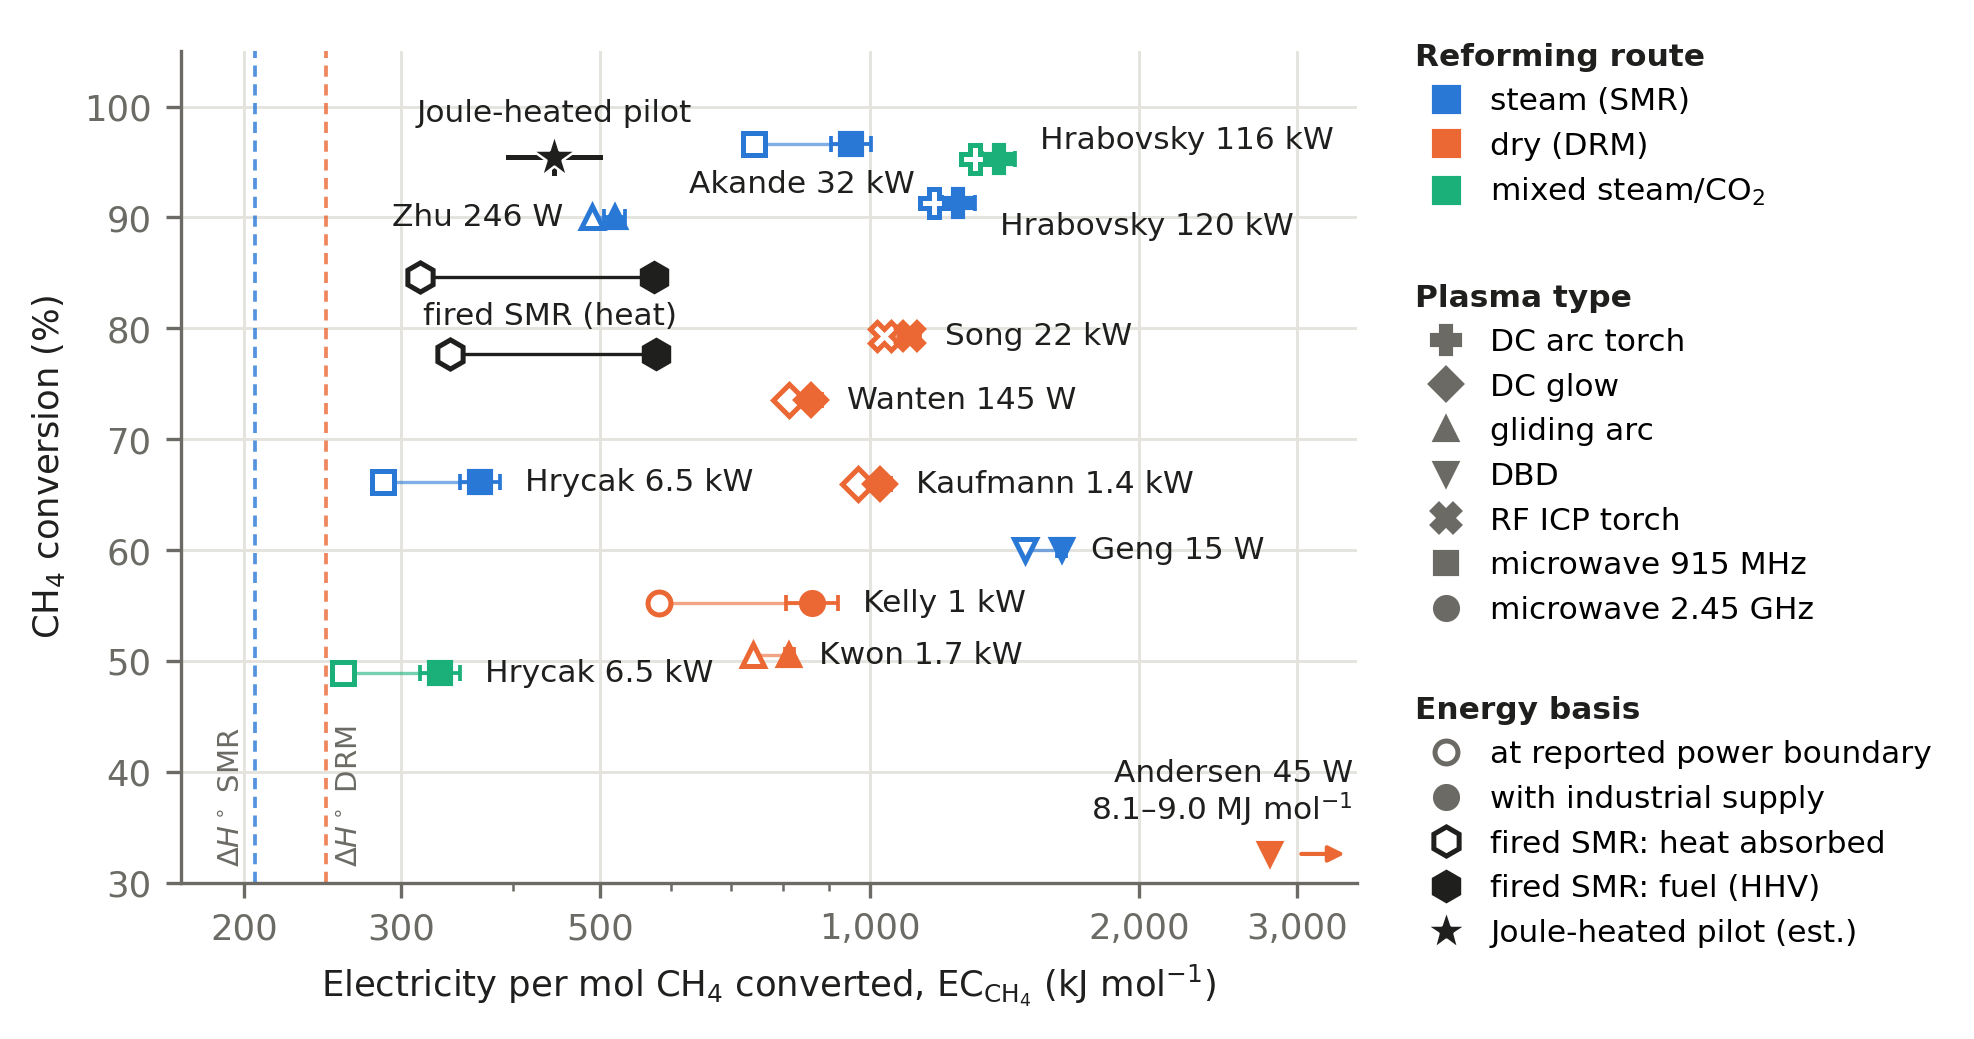 Joule-heated pilot
Hrabovsky 116 kW
Akande 32 kW
Zhu 246 W
Hrabovsky 120 kW
fired SMR (heat)
Song 22 kW
Wanten 145 W
Hrycak 6.5 kW
Kaufmann 1.4 kW
Geng 15 W
Kelly 1 kW
Kwon 1.7 kW
Hrycak 6.5 kW
Andersen 45 W
8.1–9.0 MJ mol⁻¹
ΔH° SMR
ΔH° DRM
CH₄ conversion (%)
100
90
80
70
60
50
40
30
200
300
500
1,000
2,000
3,000
Electricity per mol CH₄ converted, EC_CH₄ (kJ mol⁻¹)
Reforming route
steam (SMR)
dry (DRM)
mixed steam/CO₂
Plasma type
DC arc torch
DC glow
gliding arc
DBD
RF ICP torch
microwave 915 MHz
microwave 2.45 GHz
Energy basis
at reported power boundary
with industrial supply
fired SMR: heat absorbed
fired SMR: fuel (HHV)
Joule-heated pilot (est.)